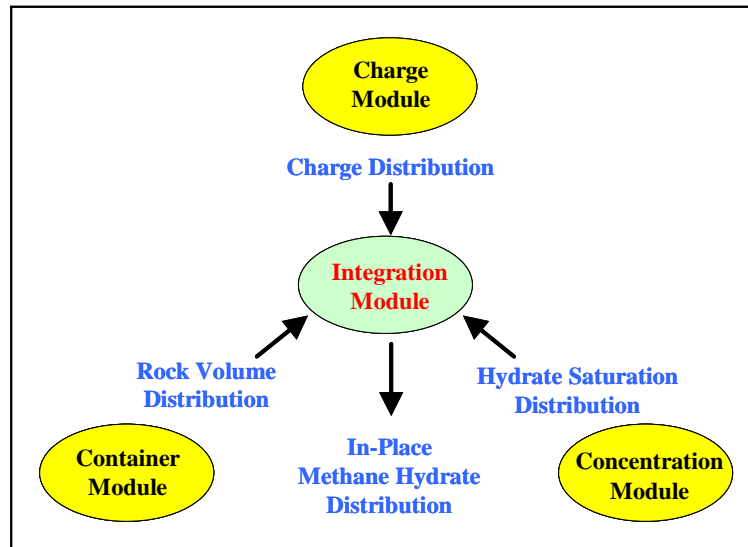 Charge
Module
Charge Distribution
Integration
Module
Rock Volume
Distribution
Hydrate Saturation
Distribution
Container
Module
In-Place
Methane Hydrate
Distribution
Concentration
Module